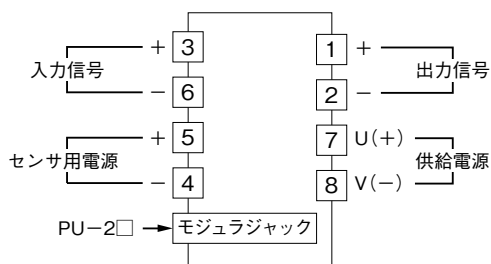 入力信号
+ 3
− 6
センサ用電源
+ 5
− 4
PU−2□ → モジュラジャック
1 +
2 −
出力信号
7 U(+)
8 V(−)
供給電源